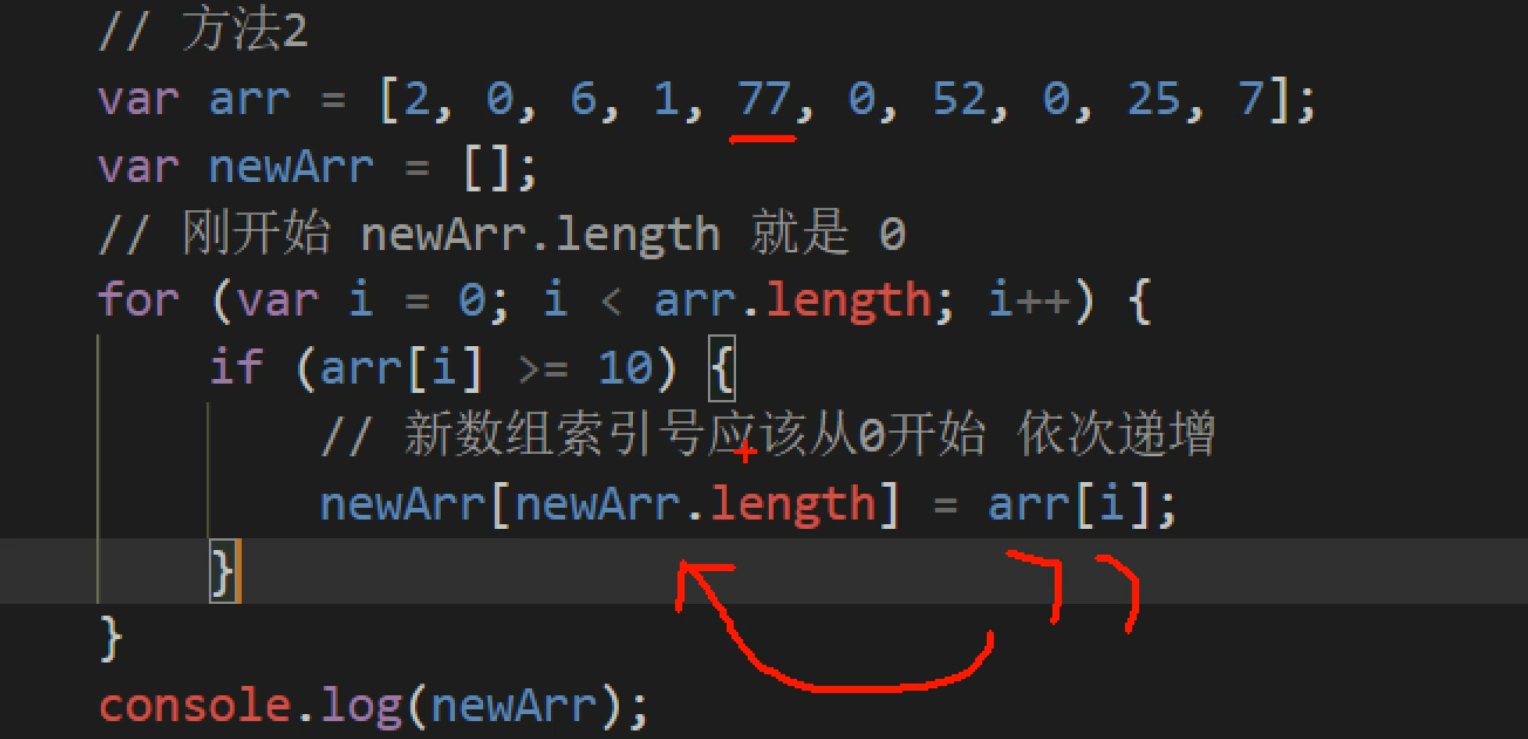 // 方法2
var arr = [2, 0, 6, 1, 77, 0, 52, 0, 25, 7];
var newArr = [];
// 刚开始 newArr.length 就是 0
for (var i = 0; i < arr.length; i++) {
if (arr[i] >= 10) {
// 新数组索引号应该从0开始 依次递增
newArr[newArr.length] = arr[i];
}
}
console.log(newArr);
77